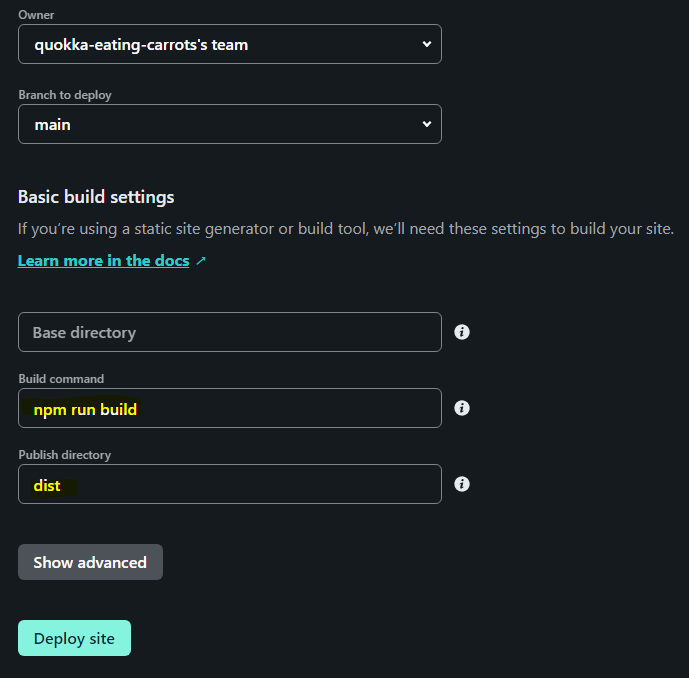 Owner
quokka-eating-carrots's team
Branch to deploy
main
Basic build settings
If you’re using a static site generator or build tool, we’ll need these settings to build your site.
Learn more in the docs ↗
Base directory
Build command
npm run build
Publish directory
dist
Show advanced
Deploy site